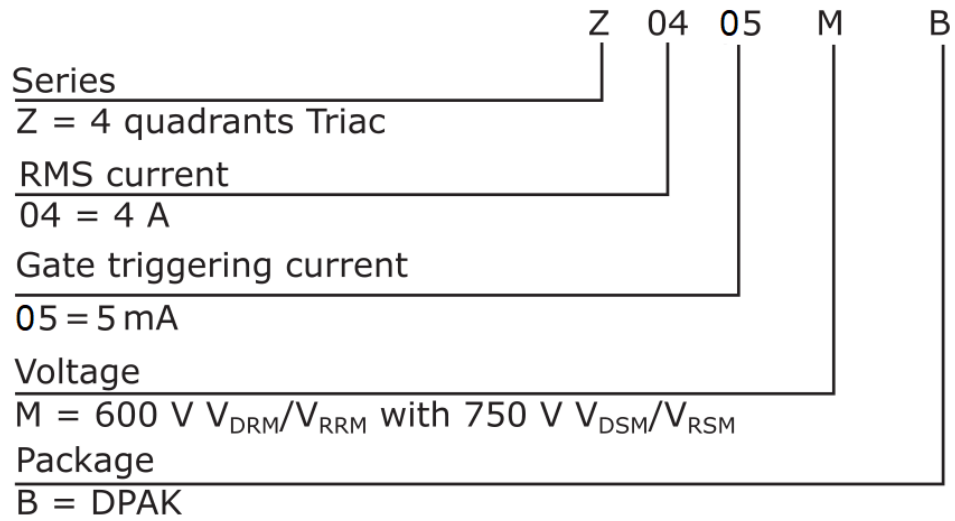 Z 04 05 M B
Series
Z = 4 quadrants Triac
RMS current
04 = 4 A
Gate triggering current
05 = 5 mA
Voltage
M = 600 V VDRM/VRRM with 750 V VDSM/VRSM
Package
B = DPAK